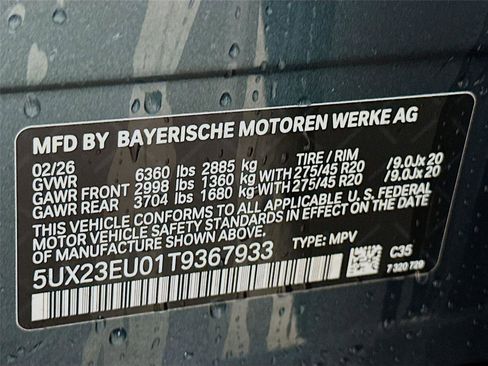 MFD BY BAYERISCHE MOTOREN WERKE AG
02/26
GVWR 6360 lbs 2885 kg TIRE / RIM
GAWR FRONT 2998 lbs 1360 kg WITH 275/45 R20 /9.0Jx20
GAWR REAR 3704 lbs 1680 kg WITH 275/45 R20 /9.0Jx20
THIS VEHICLE CONFORMS TO ALL APPLICABLE U.S. FEDERAL
MOTOR VEHICLE SAFETY STANDARDS IN EFFECT ON THE DATE
OF MANUFACTURE SHOWN ABOVE.
5UX23EU01T9367933 TYPE: MPV
C35
7 320 729